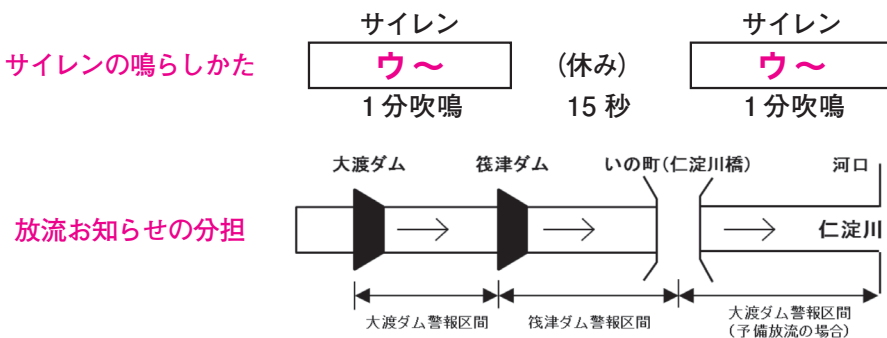 サイレン
サイレン
サイレンの鳴らしかた
ウ～
(休み)
ウ～
1分吹鳴
15秒
1分吹鳴
大渡ダム
筏津ダム
いの町(仁淀川橋)
河口
放流お知らせの分担
仁淀川
大渡ダム警報区間
筏津ダム警報区間
大渡ダム警報区間
(予備放流の場合)